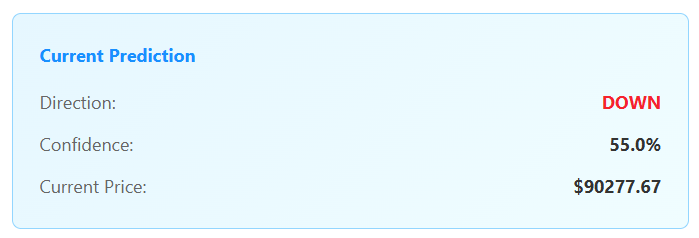 Current Prediction
Direction: DOWN
Confidence: 55.0%
Current Price: $90277.67